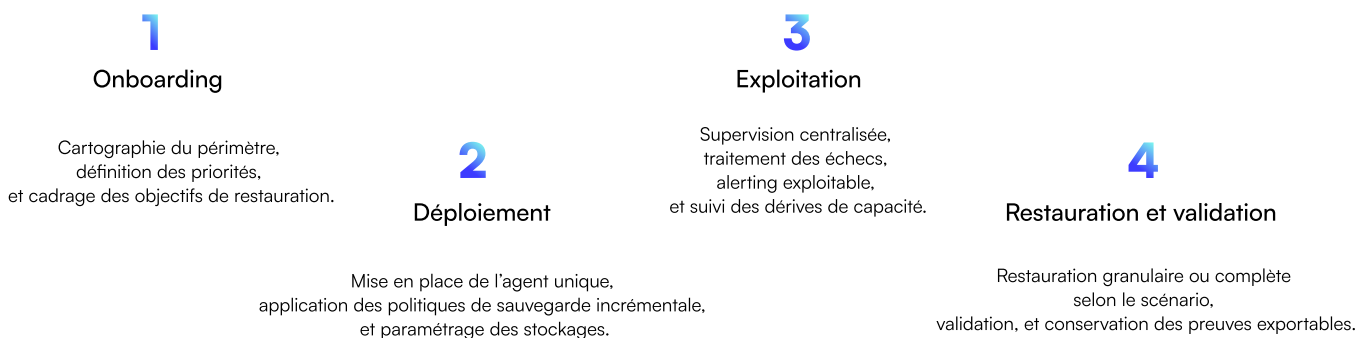 1
Onboarding
Cartographie du périmètre,
définition des priorités,
et cadrage des objectifs de restauration.
2
Déploiement
Mise en place de l’agent unique,
application des politiques de sauvegarde incrémentale,
et paramétrage des stockages.
3
Exploitation
Supervision centralisée,
traitement des échecs,
alerting exploitable,
et suivi des dérives de capacité.
4
Restauration et validation
Restauration granulaire ou complète
selon le scénario,
validation, et conservation des preuves exportables.